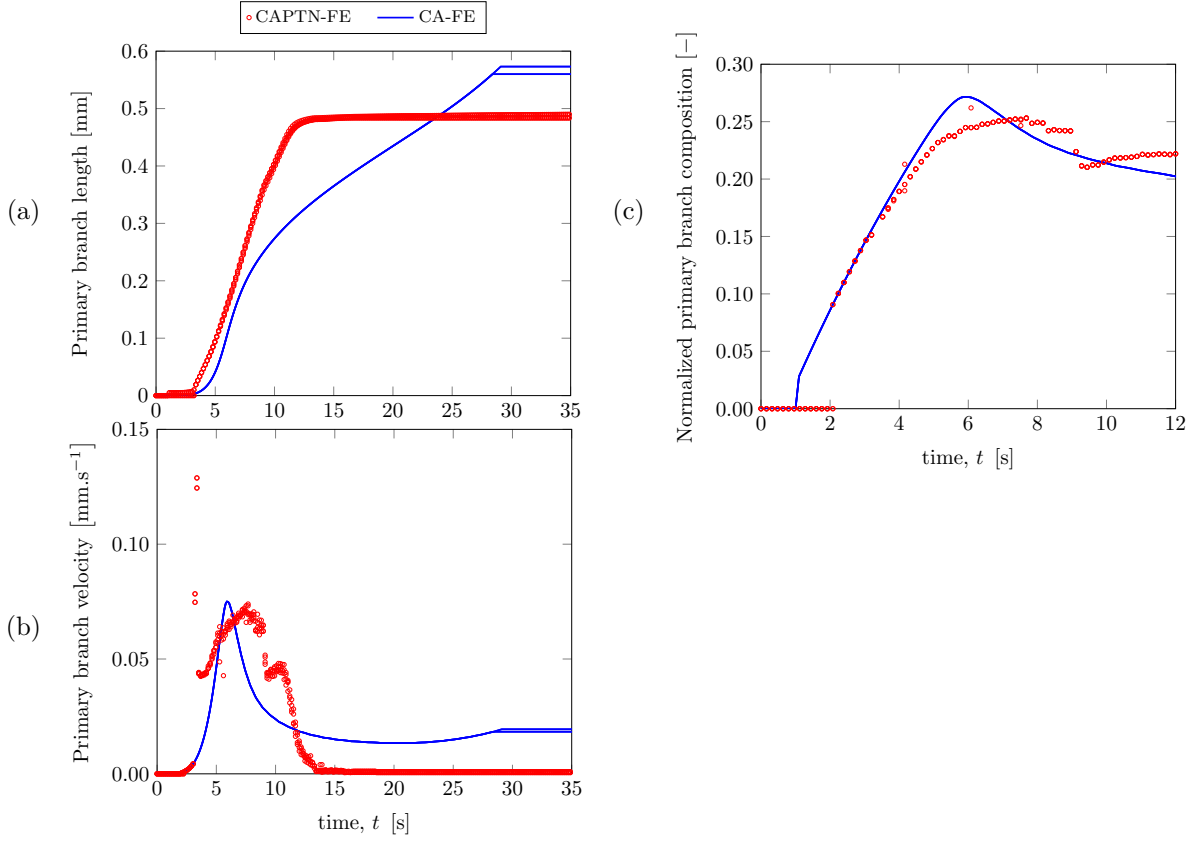 CAPTN-FE CA-FE
(a)
Primary branch length [mm]
0.6
0.5
0.4
0.3
0.2
0.1
0
0 5 10 15 20 25 30 35
(b)
Primary branch velocity [mm.s⁻¹]
0.15
0.10
0.05
0.00
0 5 10 15 20 25 30 35
time, t [s]
(c)
Normalized primary branch composition [−]
0.30
0.25
0.20
0.15
0.10
0.05
0.00
0 2 4 6 8 10 12
time, t [s]